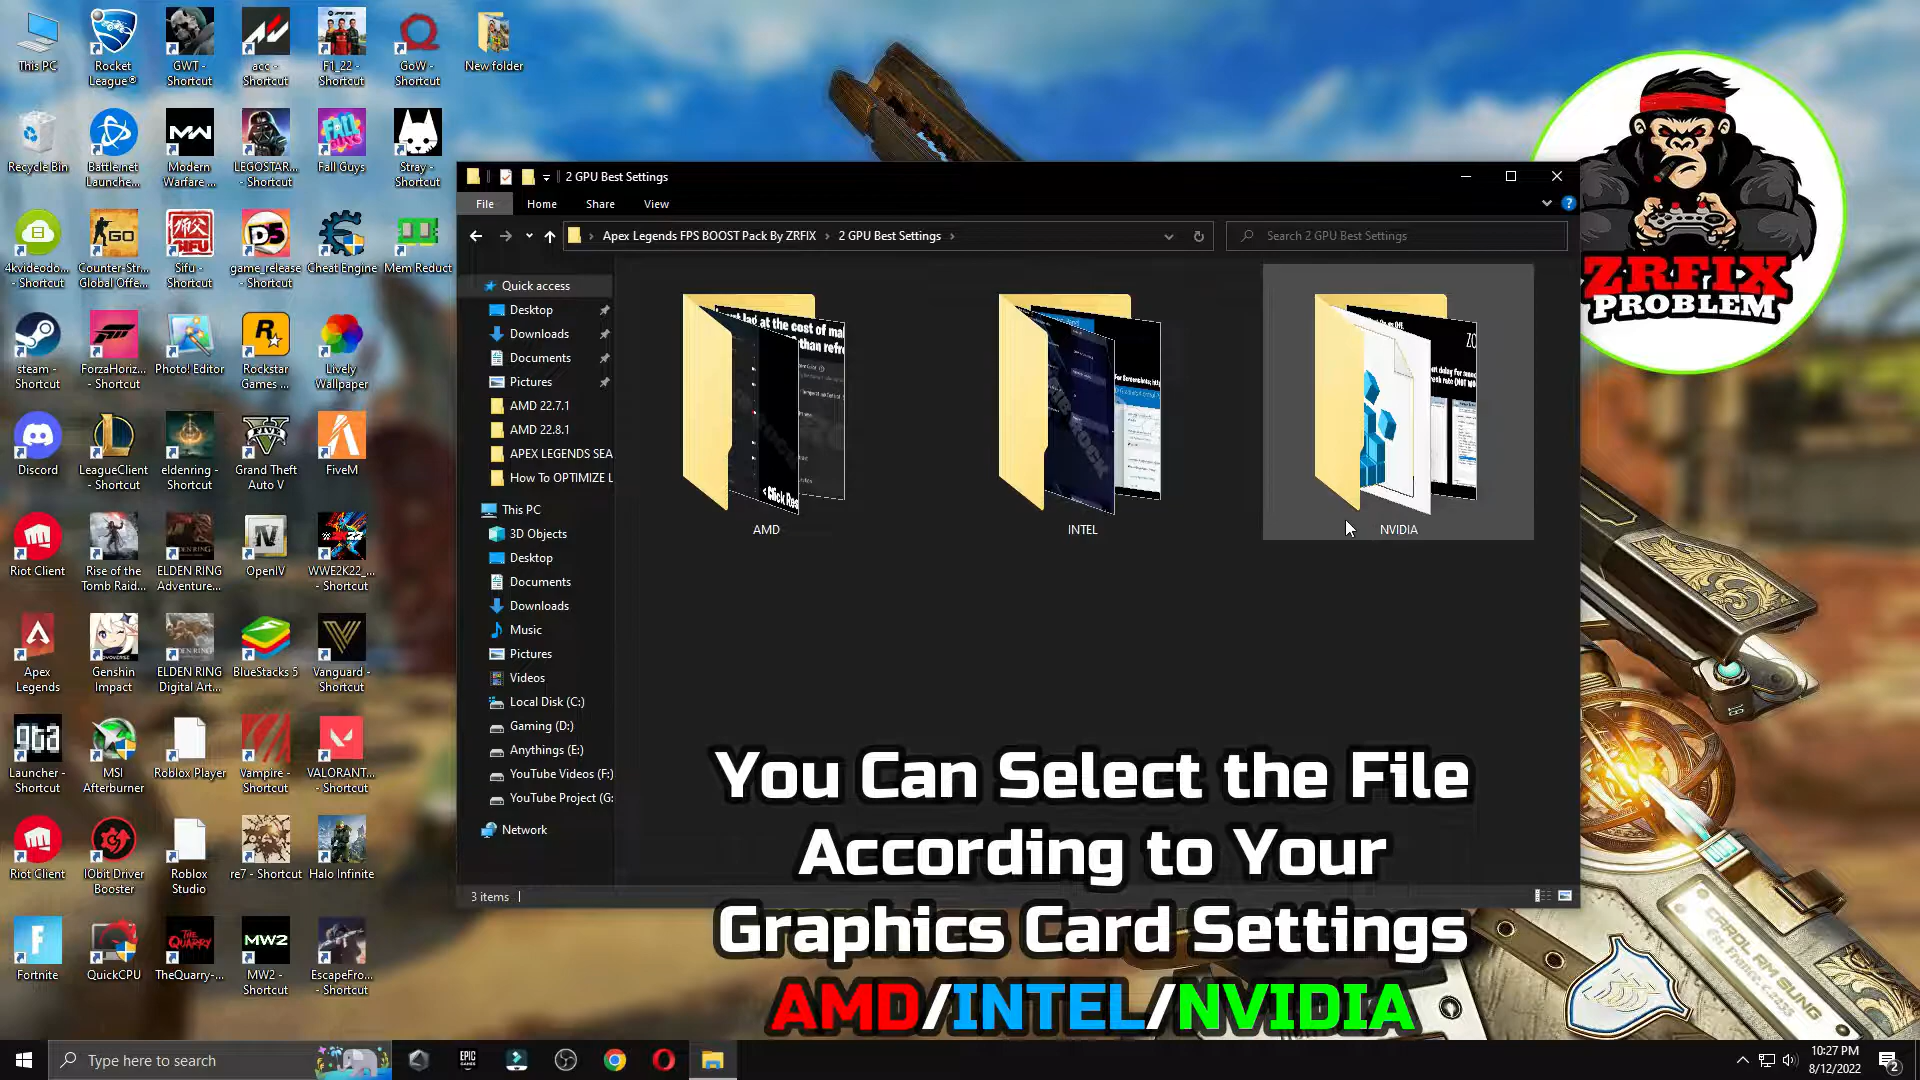 This PC
Rocket League®
GWT - Shortcut
acc - Shortcut
F1_22 - Shortcut
GoW - Shortcut
New folder
Recycle Bin
Battle.net Launche...
Modern Warfare ...
LEGOSTAR... - Shortcut
Fall Guys
Stray - Shortcut
4kvideodo... - Shortcut
Counter-Str... Global Offe...
Sifu - Shortcut
game_release - Shortcut
Cheat Engine
Mem Reduct
steam - Shortcut
ForzaHoriz... - Shortcut
Photo! Editor
Rockstar Games ...
Lively Wallpaper
Discord
LeagueClient - Shortcut
eldenring - Shortcut
Grand Theft Auto V
FiveM
Riot Client
Rise of the Tomb Raid...
ELDEN RING Adventure...
OpenIV
WWE2K22_... - Shortcut
Apex Legends
Genshin Impact
ELDEN RING Digital Art...
BlueStacks 5
Vanguard - Shortcut
Launcher - Shortcut
MSI Afterburner
Roblox Player
Vampire - Shortcut
VALORANT... - Shortcut
Riot Client
IObit Driver Booster
Roblox Studio
re7 - Shortcut
Halo Infinite
Fortnite
QuickCPU
TheQuarry-...
MW2 - Shortcut
EscapeFro... - Shortcut
2 GPU Best Settings
File
Home
Share
View
Apex Legends FPS BOOST Pack By ZRFIX
2 GPU Best Settings
Search 2 GPU Best Settings
Quick access
Desktop
Downloads
Documents
Pictures
AMD 22.7.1
AMD 22.8.1
APEX LEGENDS SEA
How To OPTIMIZE L
This PC
3D Objects
Desktop
Documents
Downloads
Music
Pictures
Videos
Local Disk (C:)
Gaming (D:)
Anythings (E:)
YouTube Videos (F:)
YouTube Project (G:
Network
AMD
INTEL
NVIDIA
3 items
ZRFIX
PROBLEM
You Can Select the File
According to Your
Graphics Card Settings
AMD/INTEL/NVIDIA
Type here to search
10:27 PM
8/12/2022
2